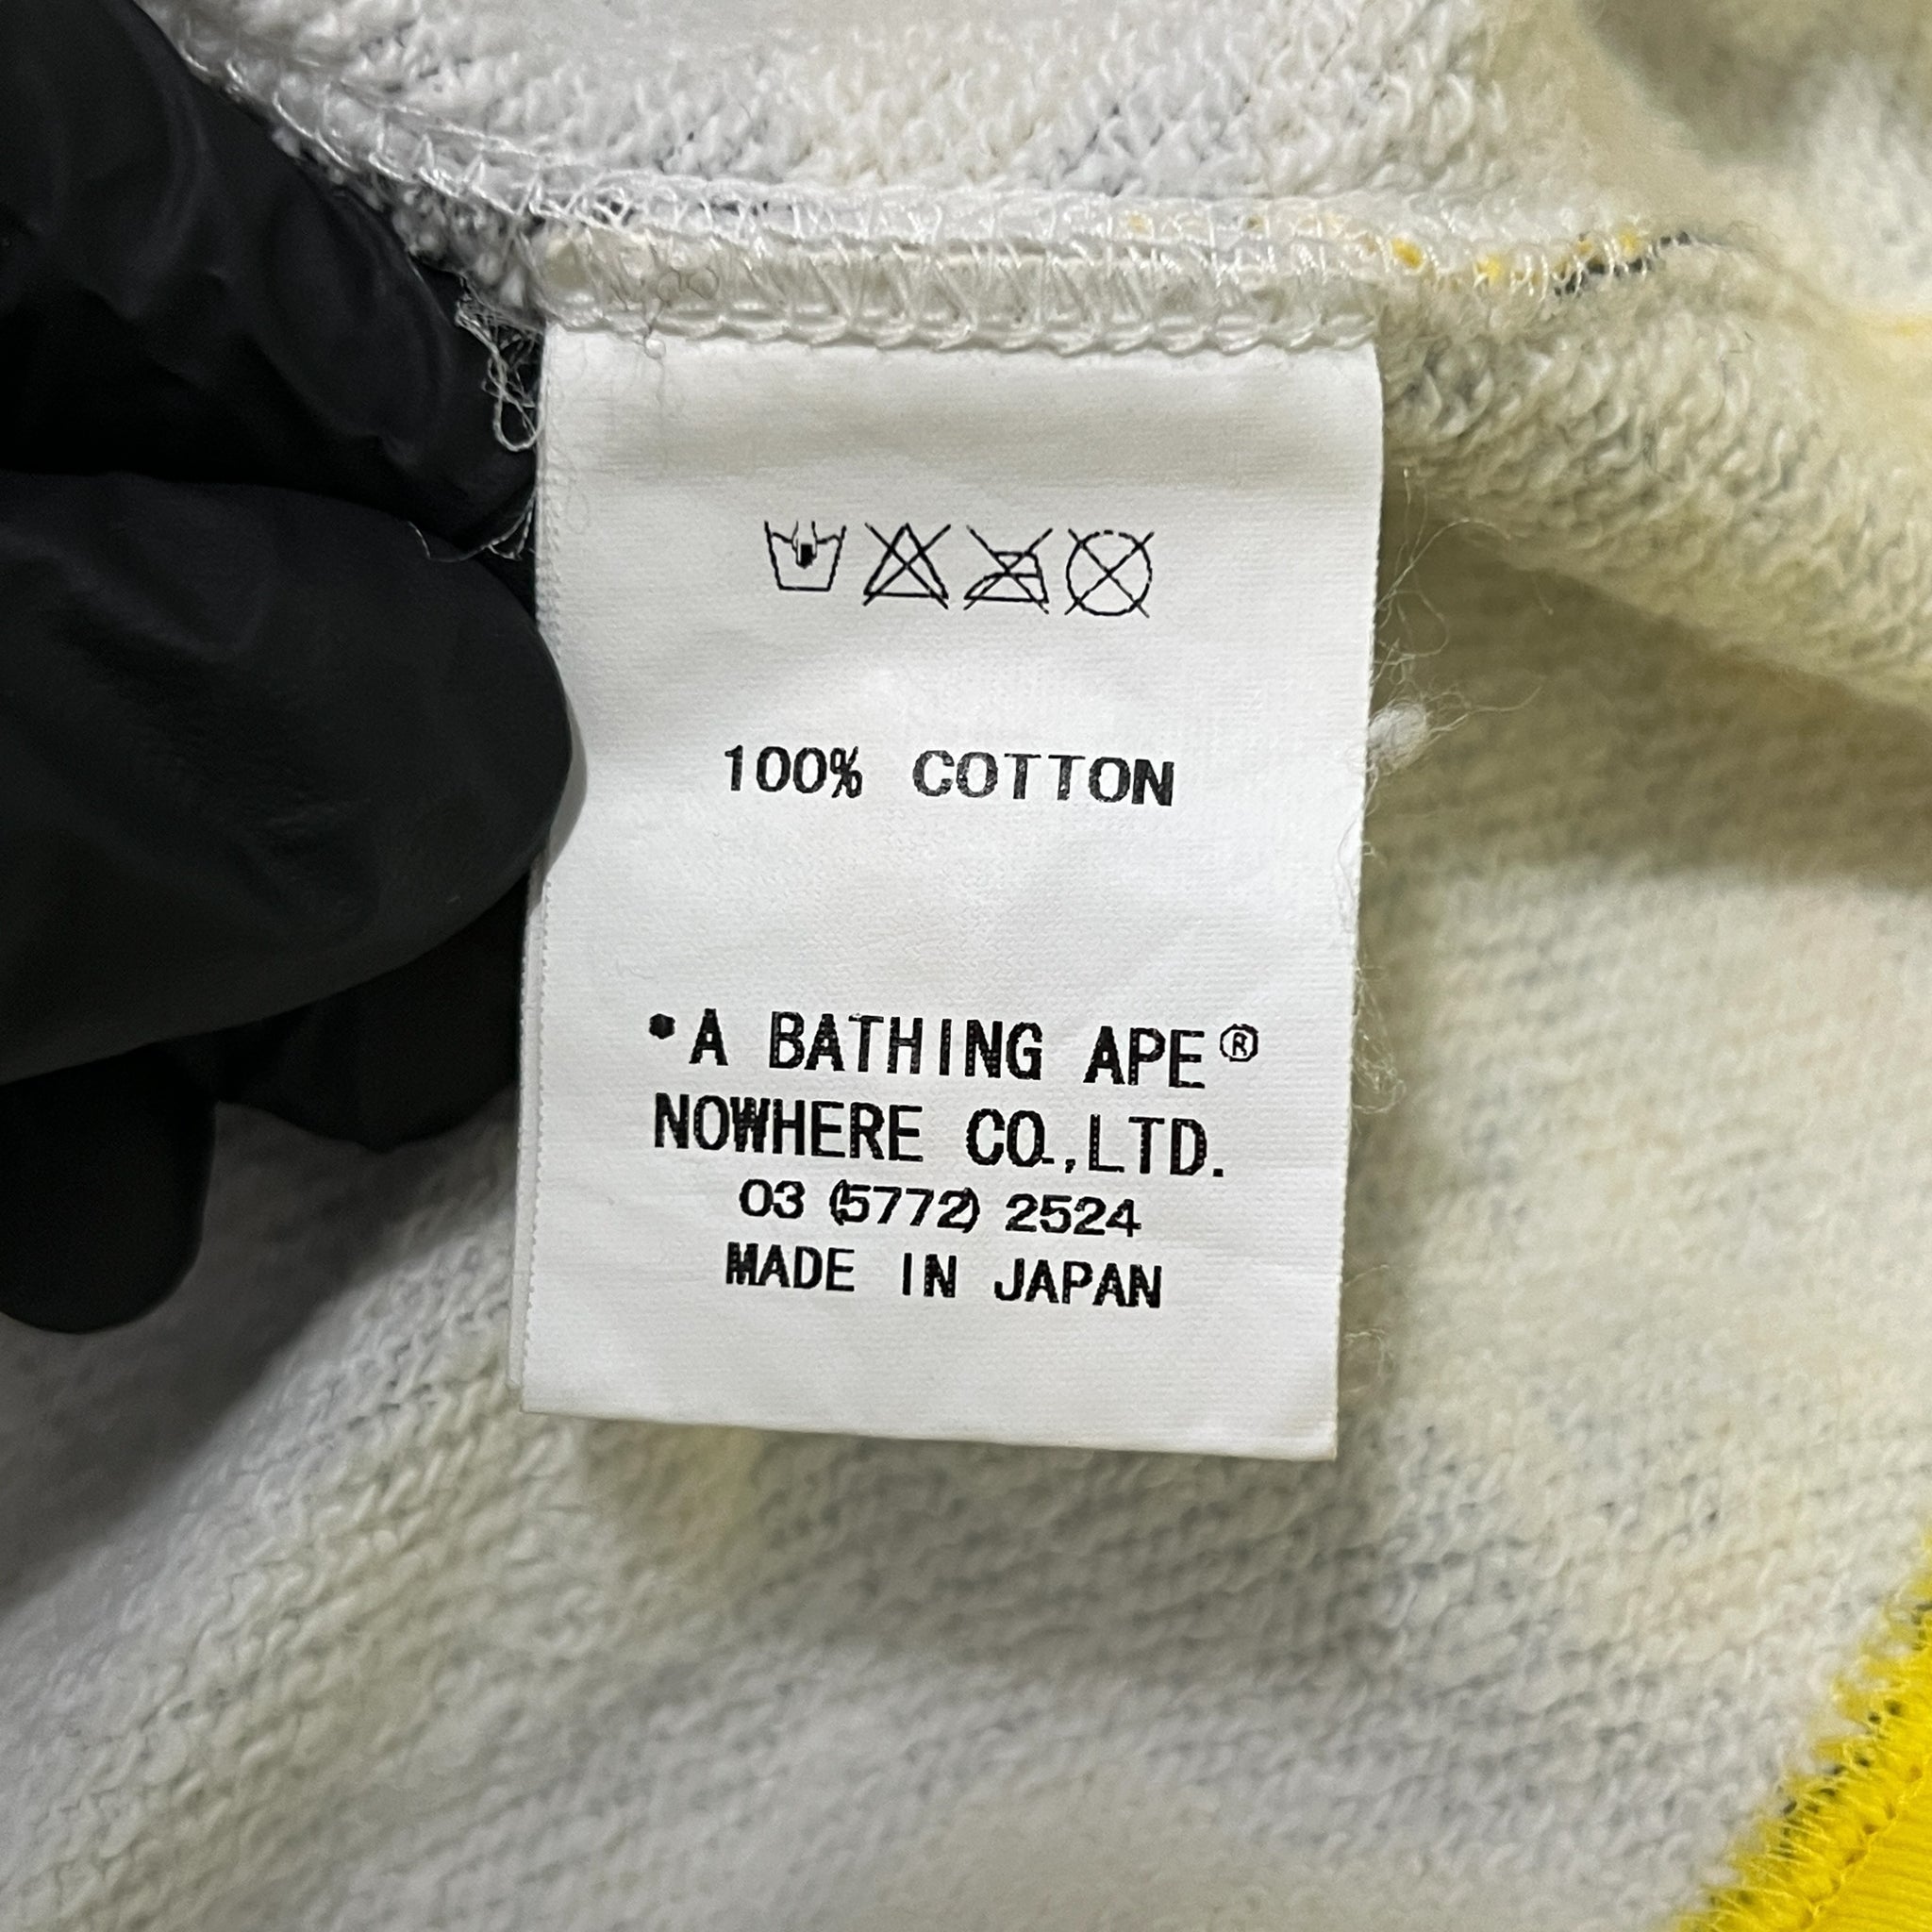 100% COTTON
•A BATHING APE®
NOWHERE CO.,LTD.
03 (5772) 2524
MADE IN JAPAN